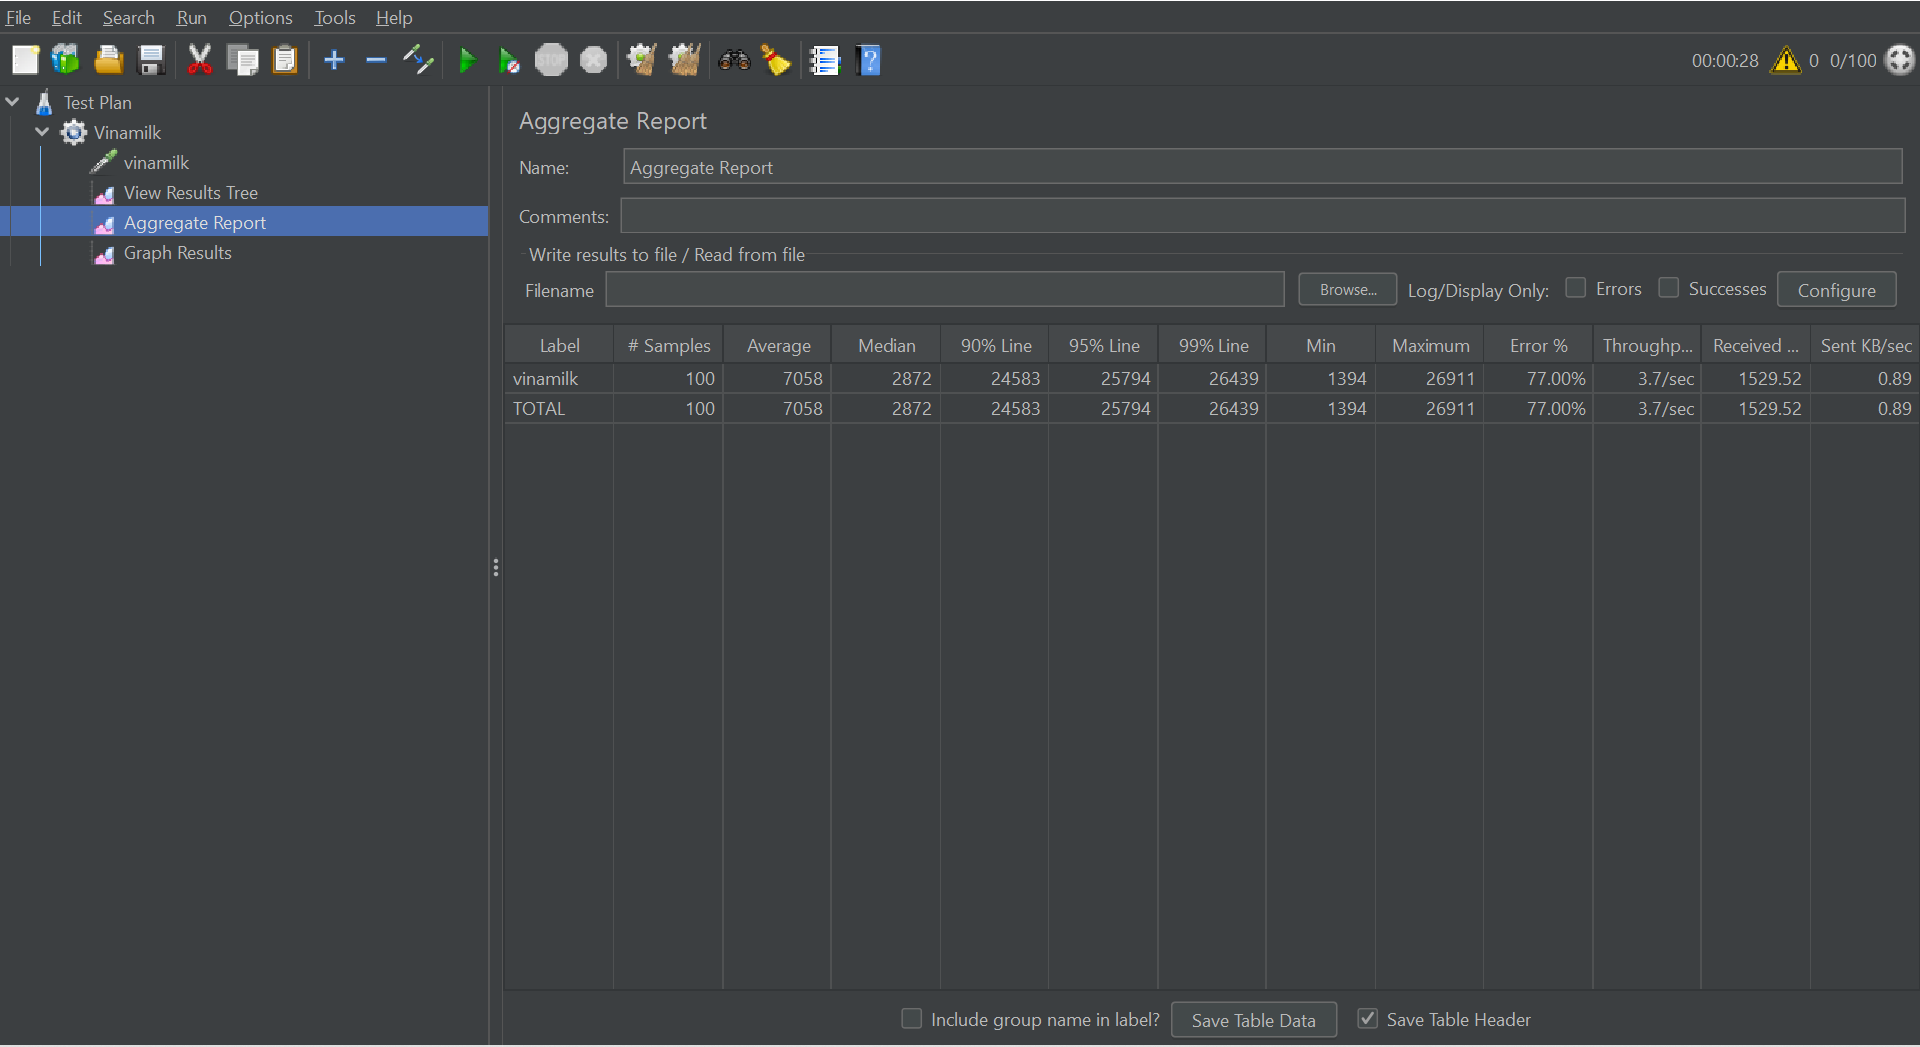 File Edit Search Run Options Tools Help
STOP
00:00:28 0 0/100
Test Plan
Vinamilk
vinamilk
View Results Tree
Aggregate Report
Graph Results
Aggregate Report
Name: Aggregate Report
Comments:
Write results to file / Read from file
Filename Browse... Log/Display Only: Errors Successes Configure
Label # Samples Average Median 90% Line 95% Line 99% Line Min Maximum Error % Throughp... Received ... Sent KB/sec
vinamilk 100 7058 2872 24583 25794 26439 1394 26911 77.00% 3.7/sec 1529.52 0.89
TOTAL 100 7058 2872 24583 25794 26439 1394 26911 77.00% 3.7/sec 1529.52 0.89
Include group name in label? Save Table Data Save Table Header